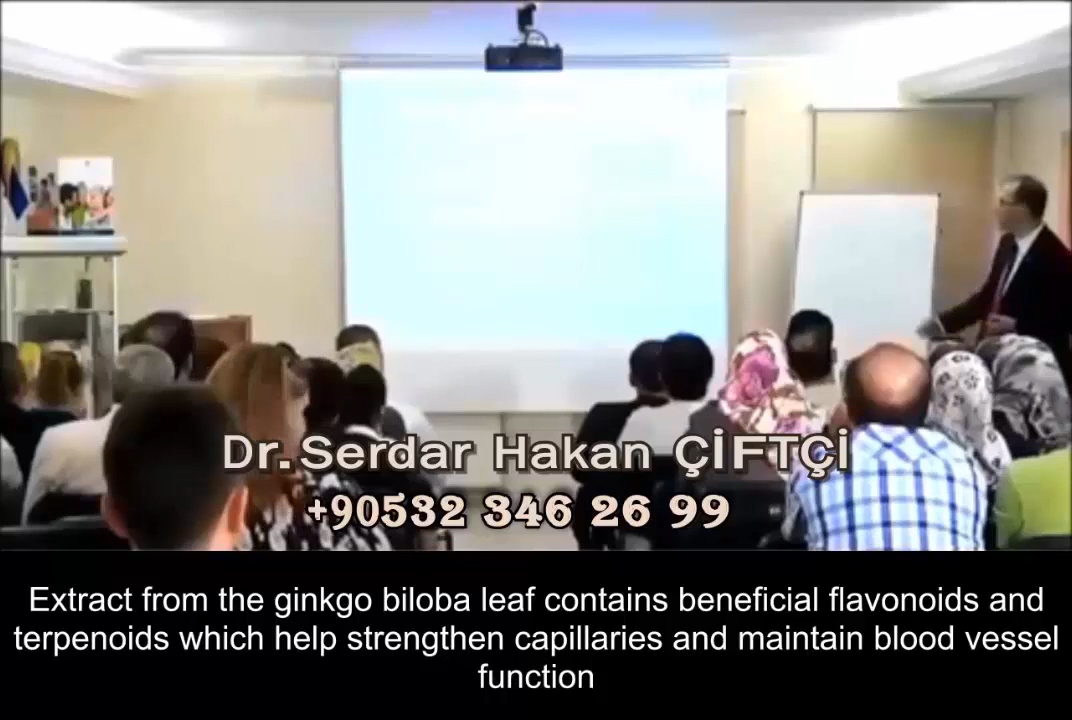 Dr. Serdar Hakan ÇİFTÇİ
+90532 346 26 99
Extract from the ginkgo biloba leaf contains beneficial flavonoids and
terpenoids which help strengthen capillaries and maintain blood vessel
function